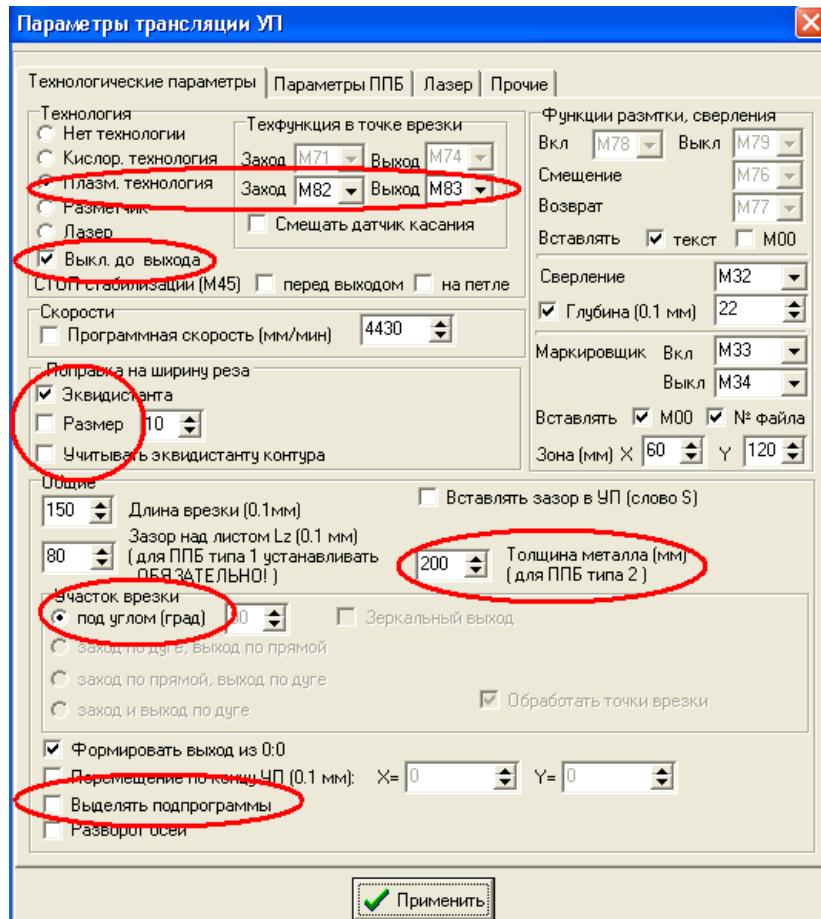 Параметры трансляции УП
Технологические параметры Параметры ППБ Лазер Прочие
Технология
Нет технологии
Кислор. технология
Плазм. технология
Разметчик
Лазер
Выкл. до выхода
Техфункция в точке врезки
Заход M71 Выход M74
Заход M82 Выход M83
Смещать датчик касания
СТОП стабилизации (M45) перед выходом на петле
Скорости
Программная скорость (мм/мин) 4430
Поправка на ширину реза
Эквидистанта
Размер 10
Учитывать эквидистанту контура
Функции размтки, сверления
Вкл M78 Выкл M79
Смещение M76
Возврат M77
Вставлять текст M00
Сверление M32
Глубина (0.1 мм) 22
Маркировщик Вкл M33
Выкл M34
Вставлять M00 № файла
Зона (мм) X 60 Y 120
Общие
150 Длина врезки (0.1мм)
Вставлять зазор в УП (слово S)
80 Зазор над листом Lz (0.1 мм)
( для ППБ типа 1 устанавливать
ОБЯЗАТЕЛЬНО! )
200 Толщина металла (мм)
( для ППБ типа 2 )
Участок врезки
под углом (град) 90 Зеркальный выход
заход по дуге, выход по прямой
заход по прямой, выход по дуге
заход и выход по дуге
Обработать точки врезки
Формировать выход из 0:0
Перемещение по концу УП (0.1 мм): X= 0 Y= 0
Выделять подпрограммы
Разворот осей
Применить